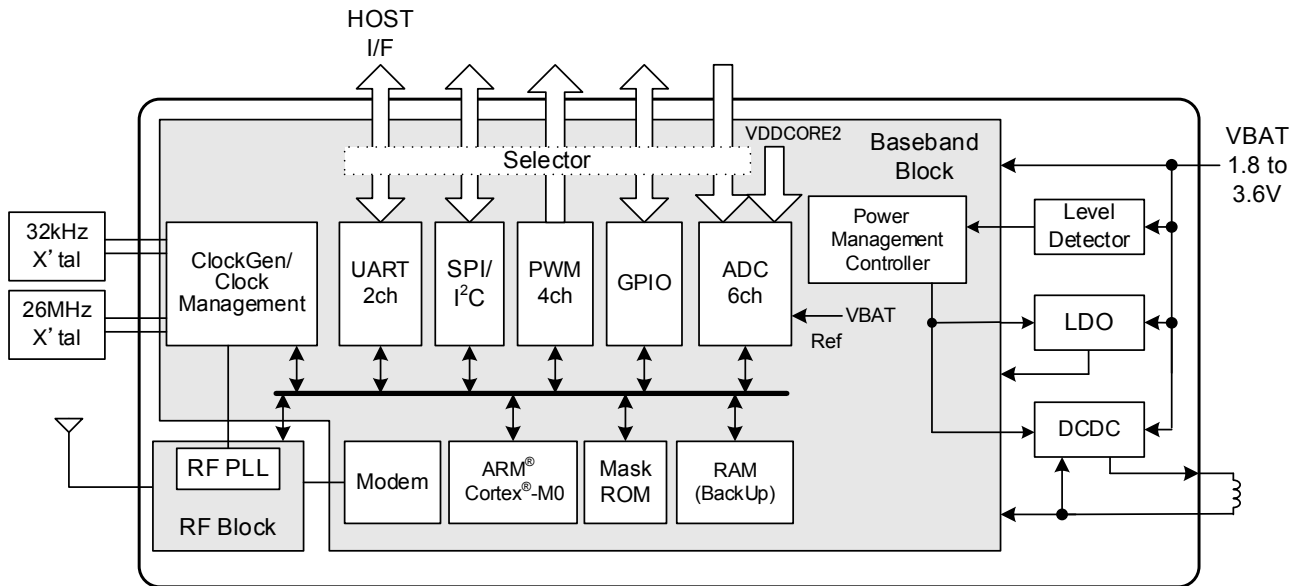 HOST
I/F
VDDCORE2
Selector
Baseband
Block
VBAT
1.8 to
3.6V
32kHz
X’tal
26MHz
X’tal
ClockGen/
Clock
Management
UART
2ch
SPI/
I²C
PWM
4ch
GPIO
ADC
6ch
Power
Management
Controller
Level
Detector
VBAT
Ref
LDO
DCDC
RF PLL
RF Block
Modem
ARM®
Cortex®-M0
Mask
ROM
RAM
(BackUp)